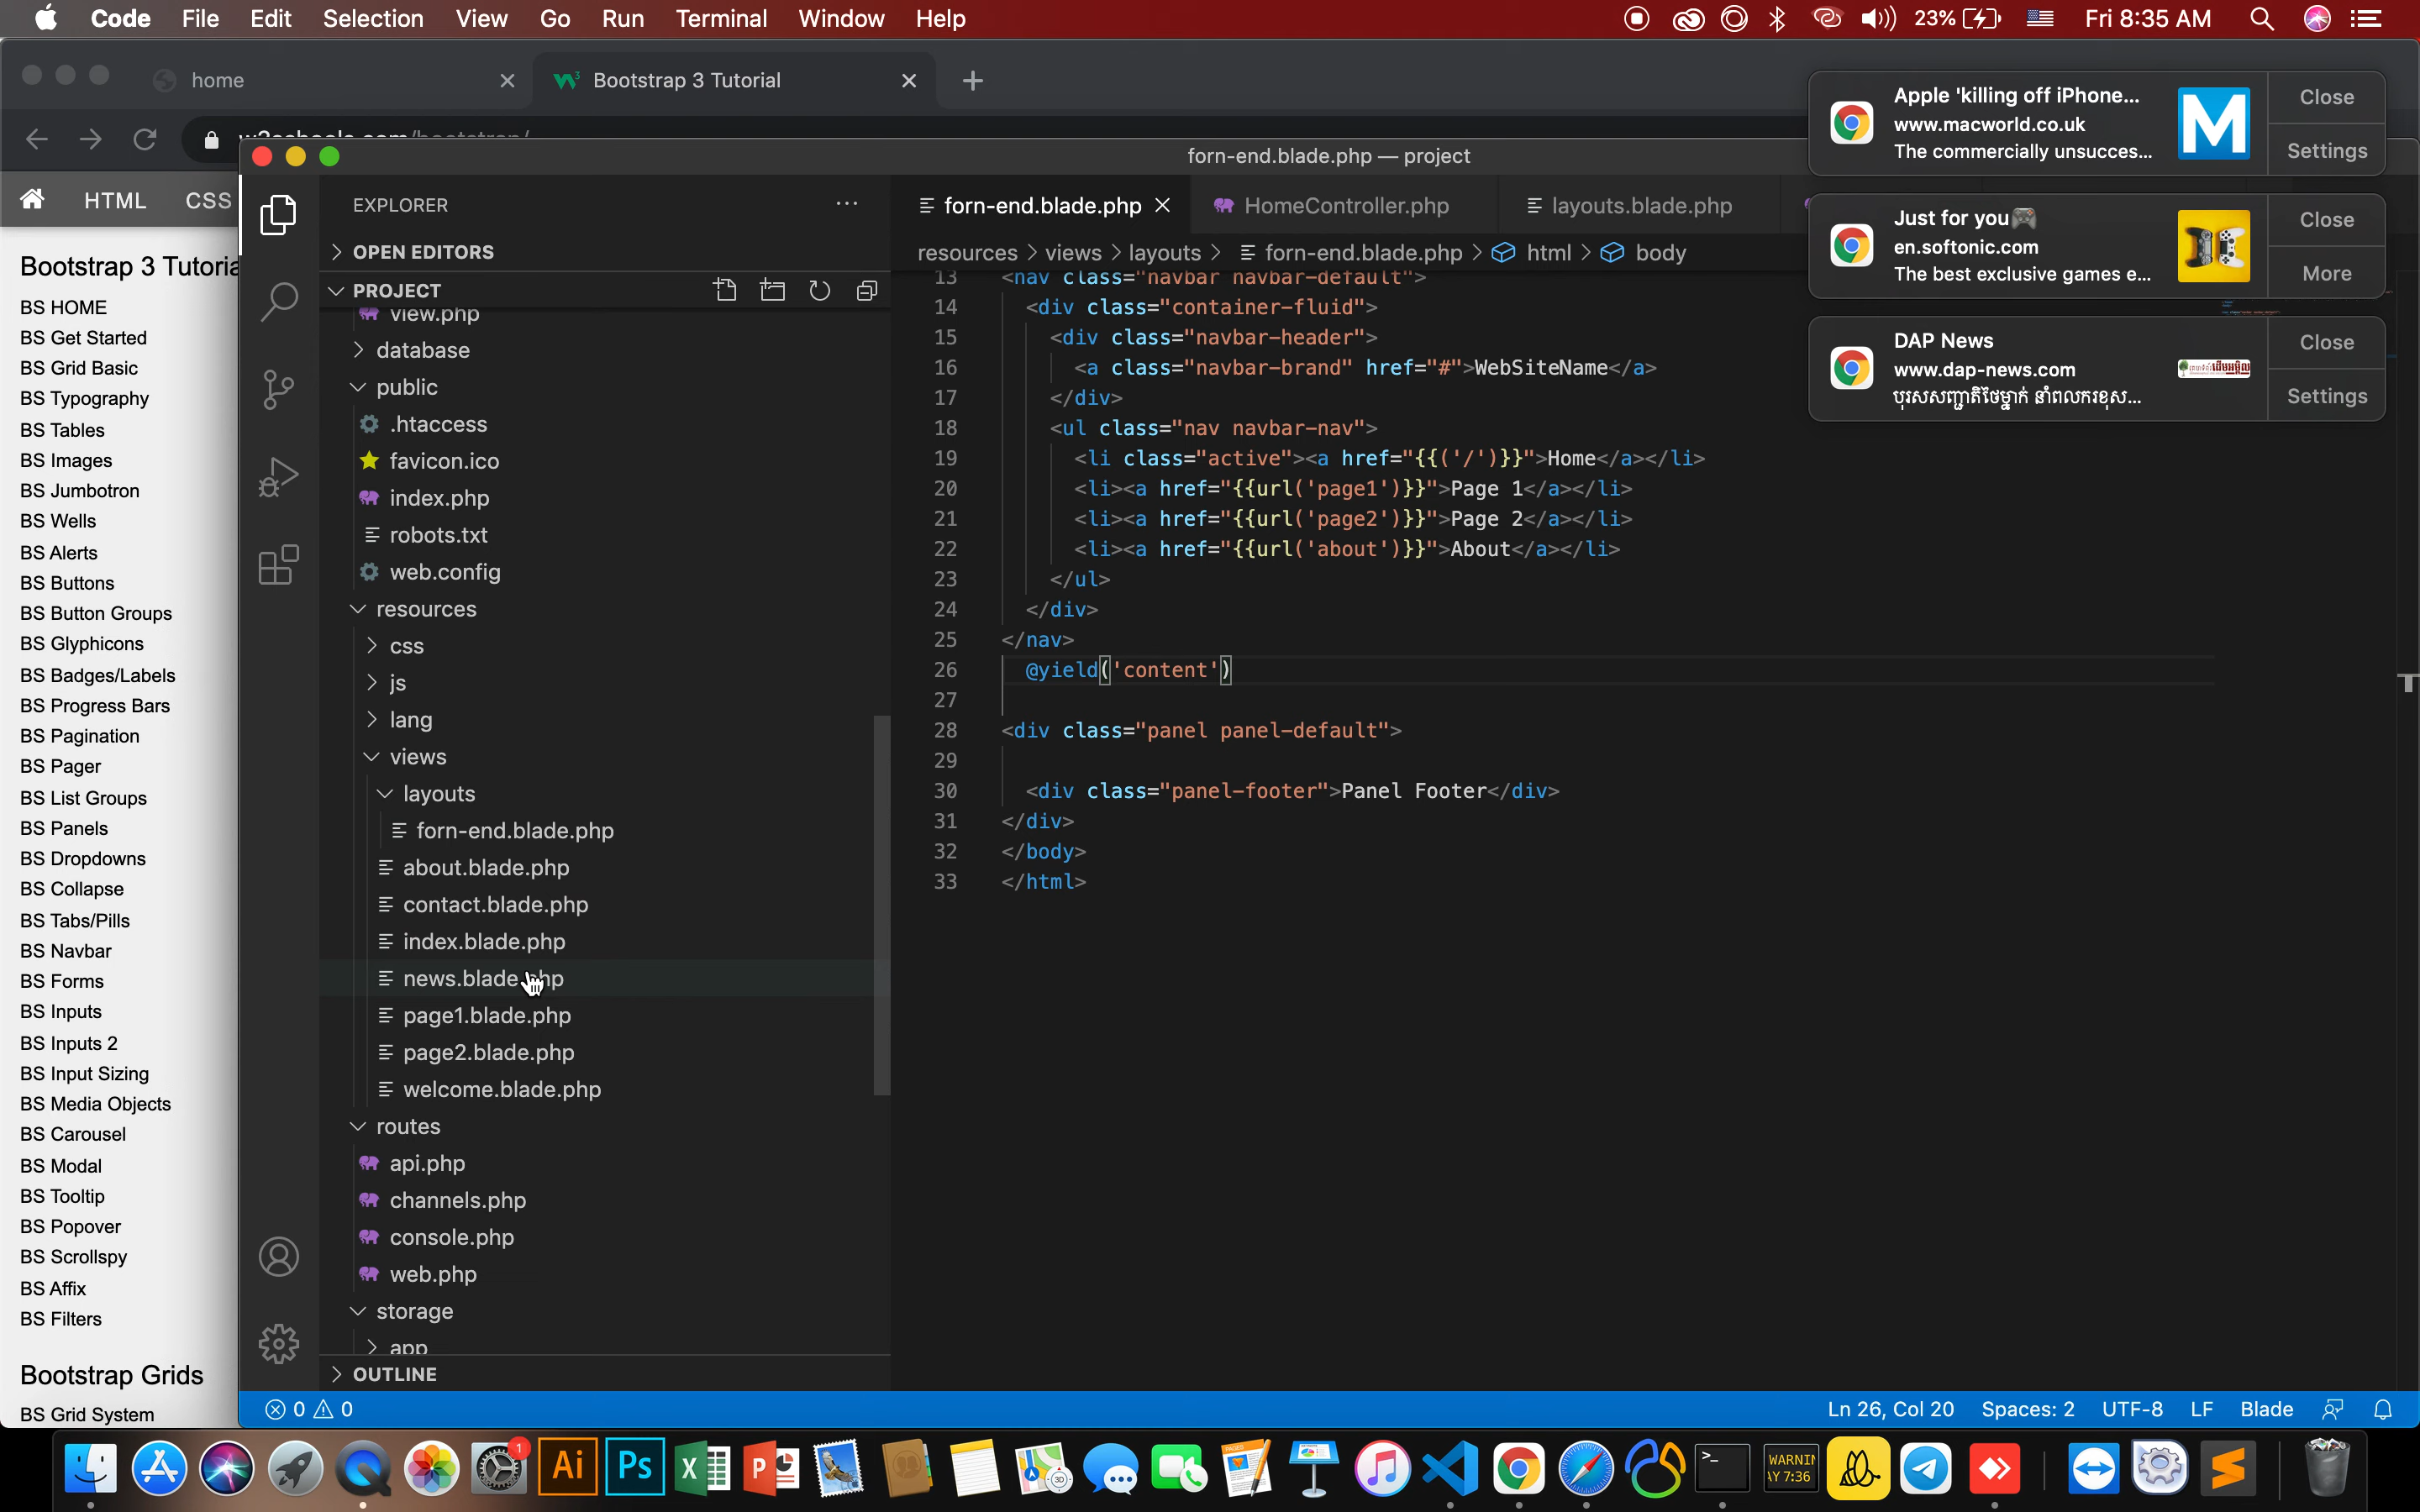 Code File Edit Selection View Go Run Terminal Window Help
23% Fri 8:35 AM
home
Bootstrap 3 Tutorial
w3schools.com/bootstrap/
Apple 'killing off iPhone...
www.macworld.co.uk
The commercially unsucces...
M
Close
Settings
Just for you🎮
en.softonic.com
The best exclusive games e...
Close
More
DAP News
www.dap-news.com
Close
Settings
HTML CSS
Bootstrap 3 Tutoria
BS HOME
BS Get Started
BS Grid Basic
BS Typography
BS Tables
BS Images
BS Jumbotron
BS Wells
BS Alerts
BS Buttons
BS Button Groups
BS Glyphicons
BS Badges/Labels
BS Progress Bars
BS Pagination
BS Pager
BS List Groups
BS Panels
BS Dropdowns
BS Collapse
BS Tabs/Pills
BS Navbar
BS Forms
BS Inputs
BS Inputs 2
BS Input Sizing
BS Media Objects
BS Carousel
BS Modal
BS Tooltip
BS Popover
BS Scrollspy
BS Affix
BS Filters
Bootstrap Grids
BS Grid System
forn-end.blade.php — project
EXPLORER
OPEN EDITORS
PROJECT
view.php
database
public
.htaccess
favicon.ico
index.php
robots.txt
web.config
resources
css
js
lang
views
layouts
forn-end.blade.php
about.blade.php
contact.blade.php
index.blade.php
news.blade.php
page1.blade.php
page2.blade.php
welcome.blade.php
routes
api.php
channels.php
console.php
web.php
storage
app
OUTLINE
forn-end.blade.php HomeController.php layouts.blade.php
resources > views > layouts > forn-end.blade.php > html > body
13 <nav class="navbar navbar-default">
14 <div class="container-fluid">
15 <div class="navbar-header">
16 <a class="navbar-brand" href="#">WebSiteName</a>
17 </div>
18 <ul class="nav navbar-nav">
19 <li class="active"><a href="{{('/')}}">Home</a></li>
20 <li><a href="{{url('page1')}}">Page 1</a></li>
21 <li><a href="{{url('page2')}}">Page 2</a></li>
22 <li><a href="{{url('about')}}">About</a></li>
23 </ul>
24 </div>
25 </nav>
26 @yield('content')
27
28 <div class="panel panel-default">
29
30 <div class="panel-footer">Panel Footer</div>
31 </div>
32 </body>
33 </html>
0 0
Ln 26, Col 20 Spaces: 2 UTF-8 LF Blade
1
Ai
Ps
3D
PAGES
WARNIN
AY 7:36